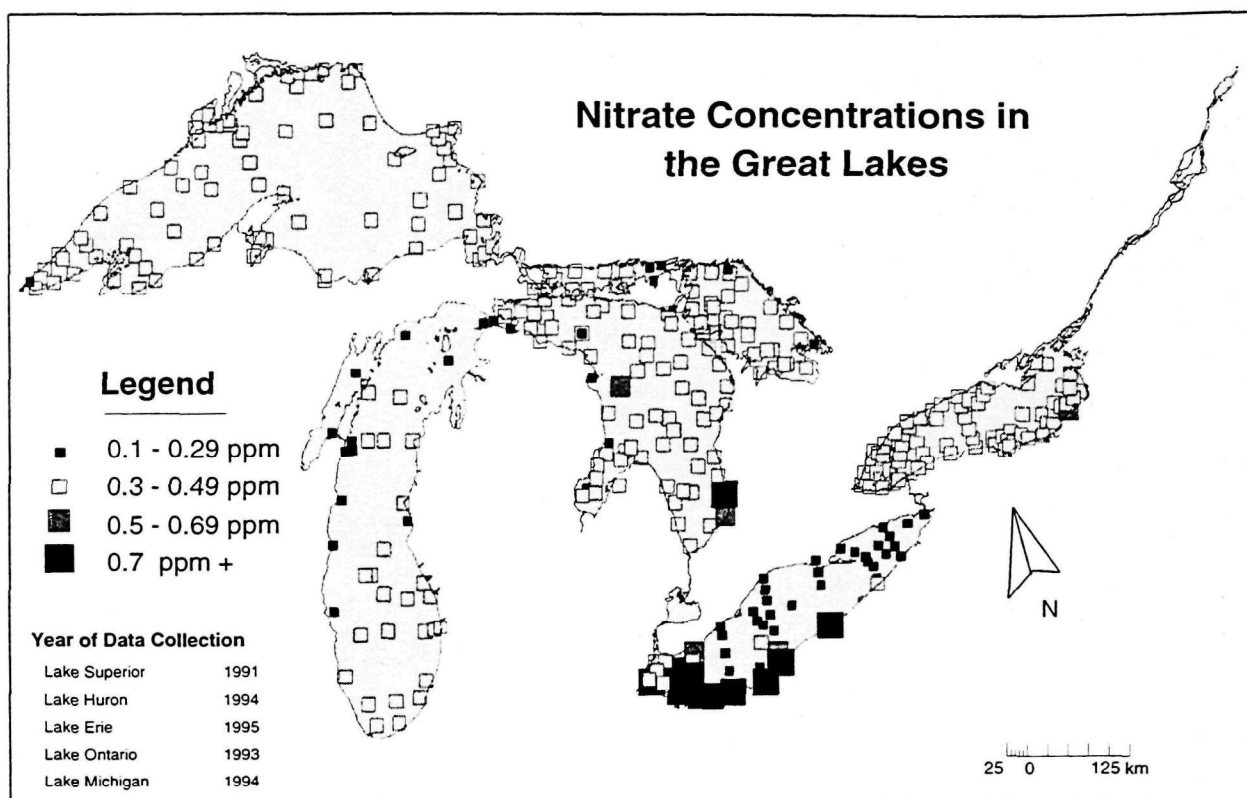 Nitrate Concentrations in
the Great Lakes
Legend
0.1 - 0.29 ppm
0.3 - 0.49 ppm
0.5 - 0.69 ppm
0.7 ppm +
Year of Data Collection
Lake Superior 1991
Lake Huron 1994
Lake Erie 1995
Lake Ontario 1993
Lake Michigan 1994
N
25 0 125 km